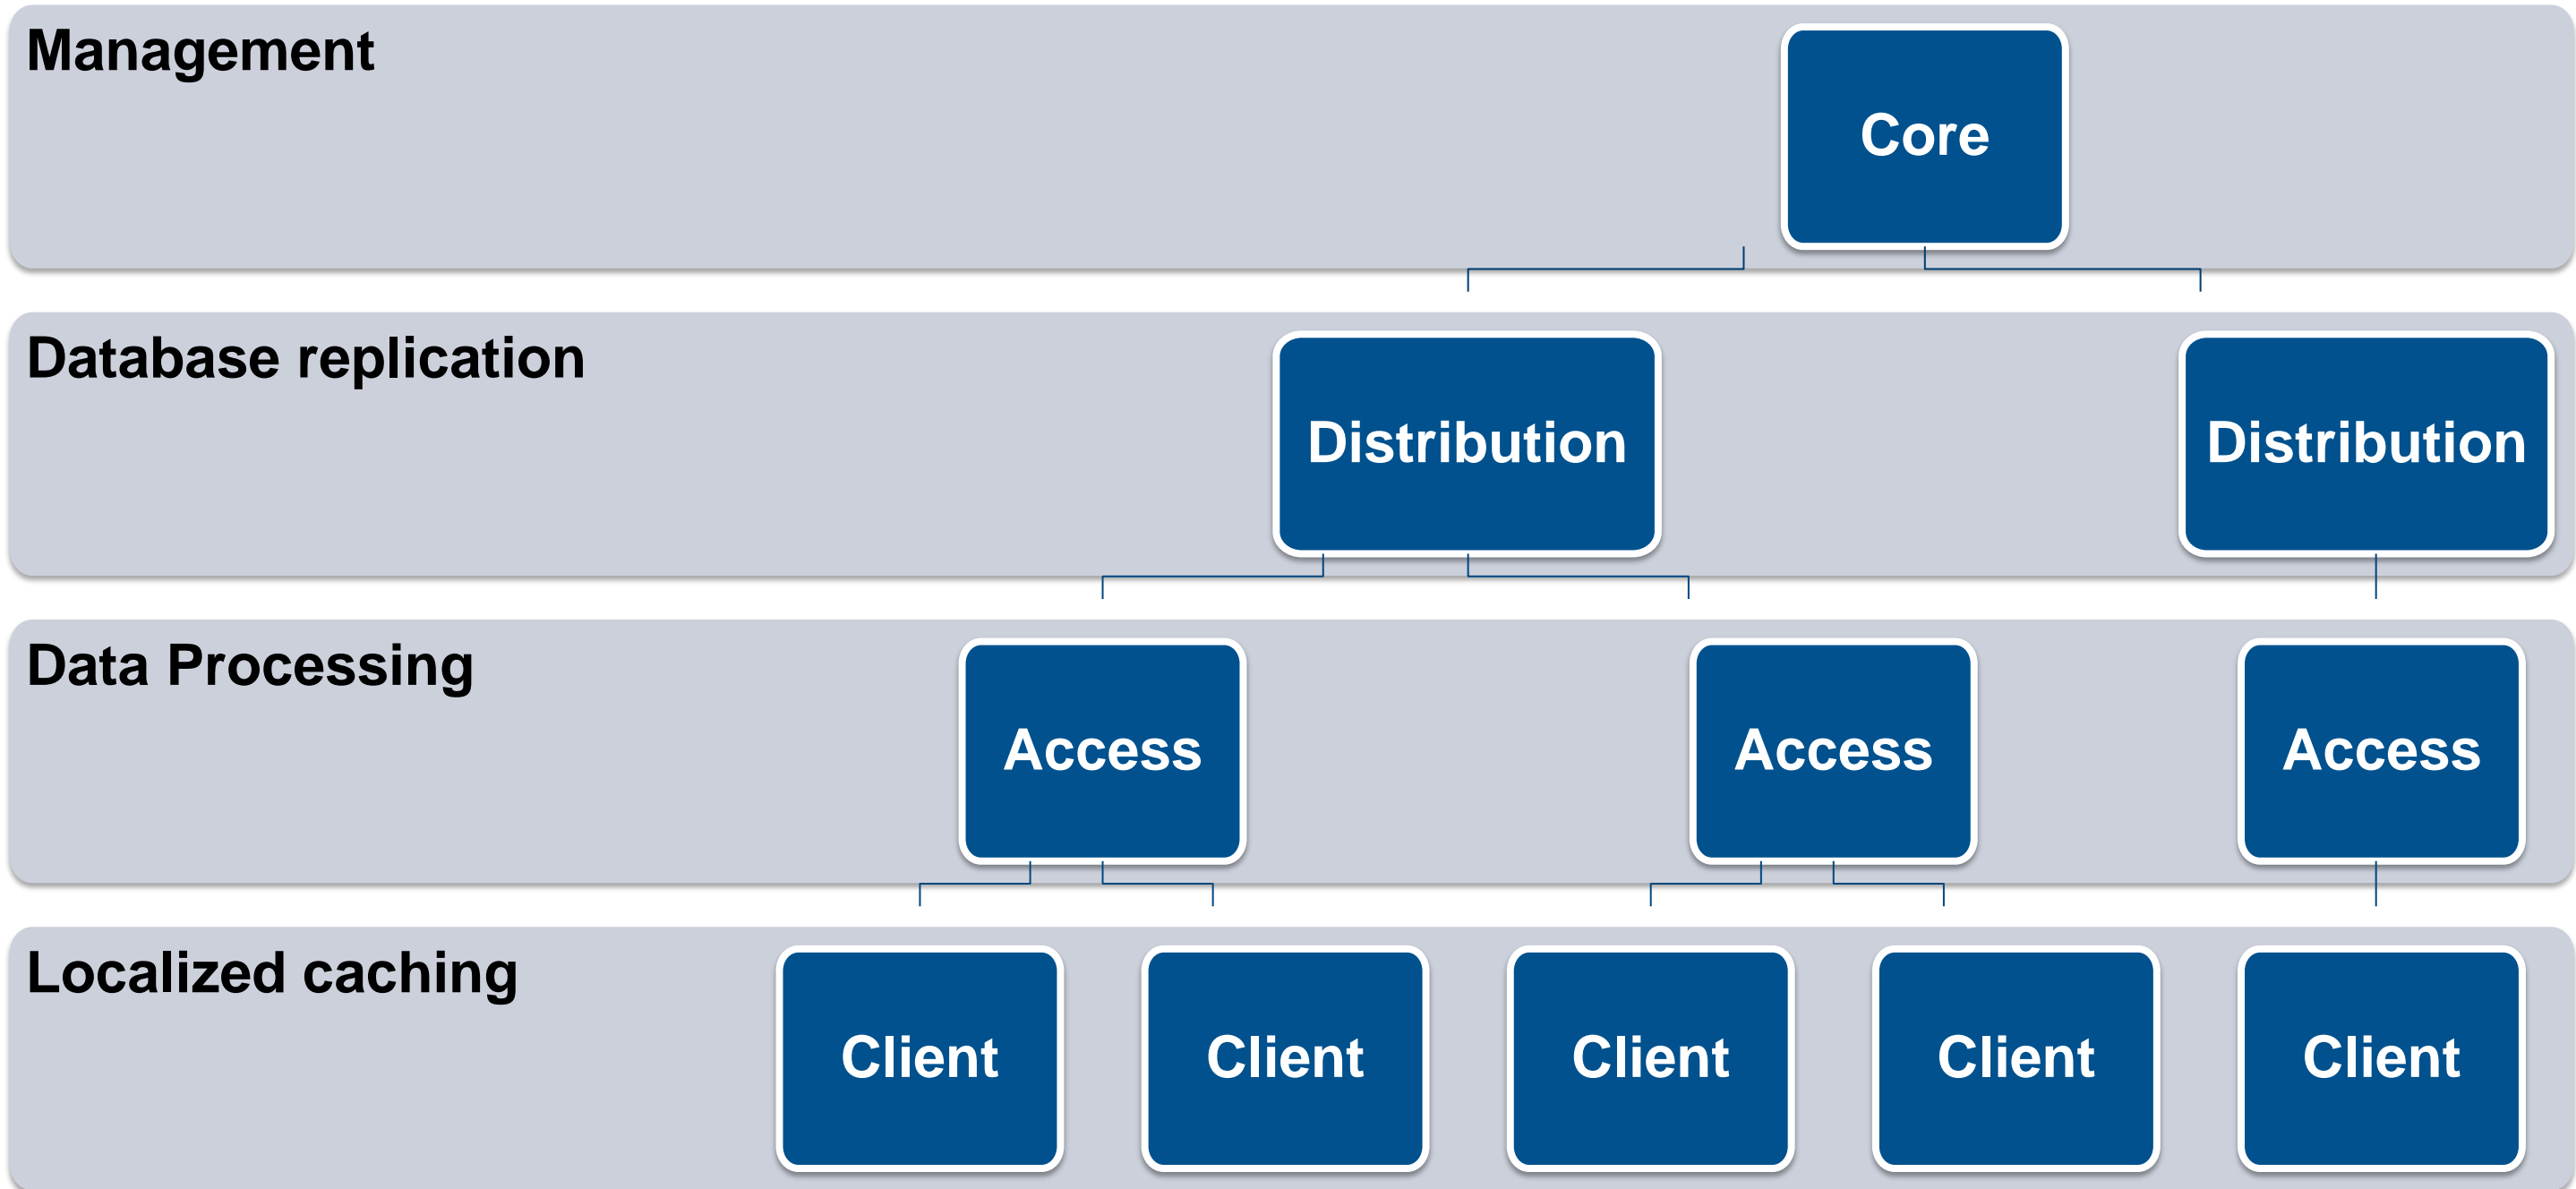 Management
Core
Database replication
Distribution
Distribution
Data Processing
Access
Access
Access
Localized caching
Client
Client
Client
Client
Client